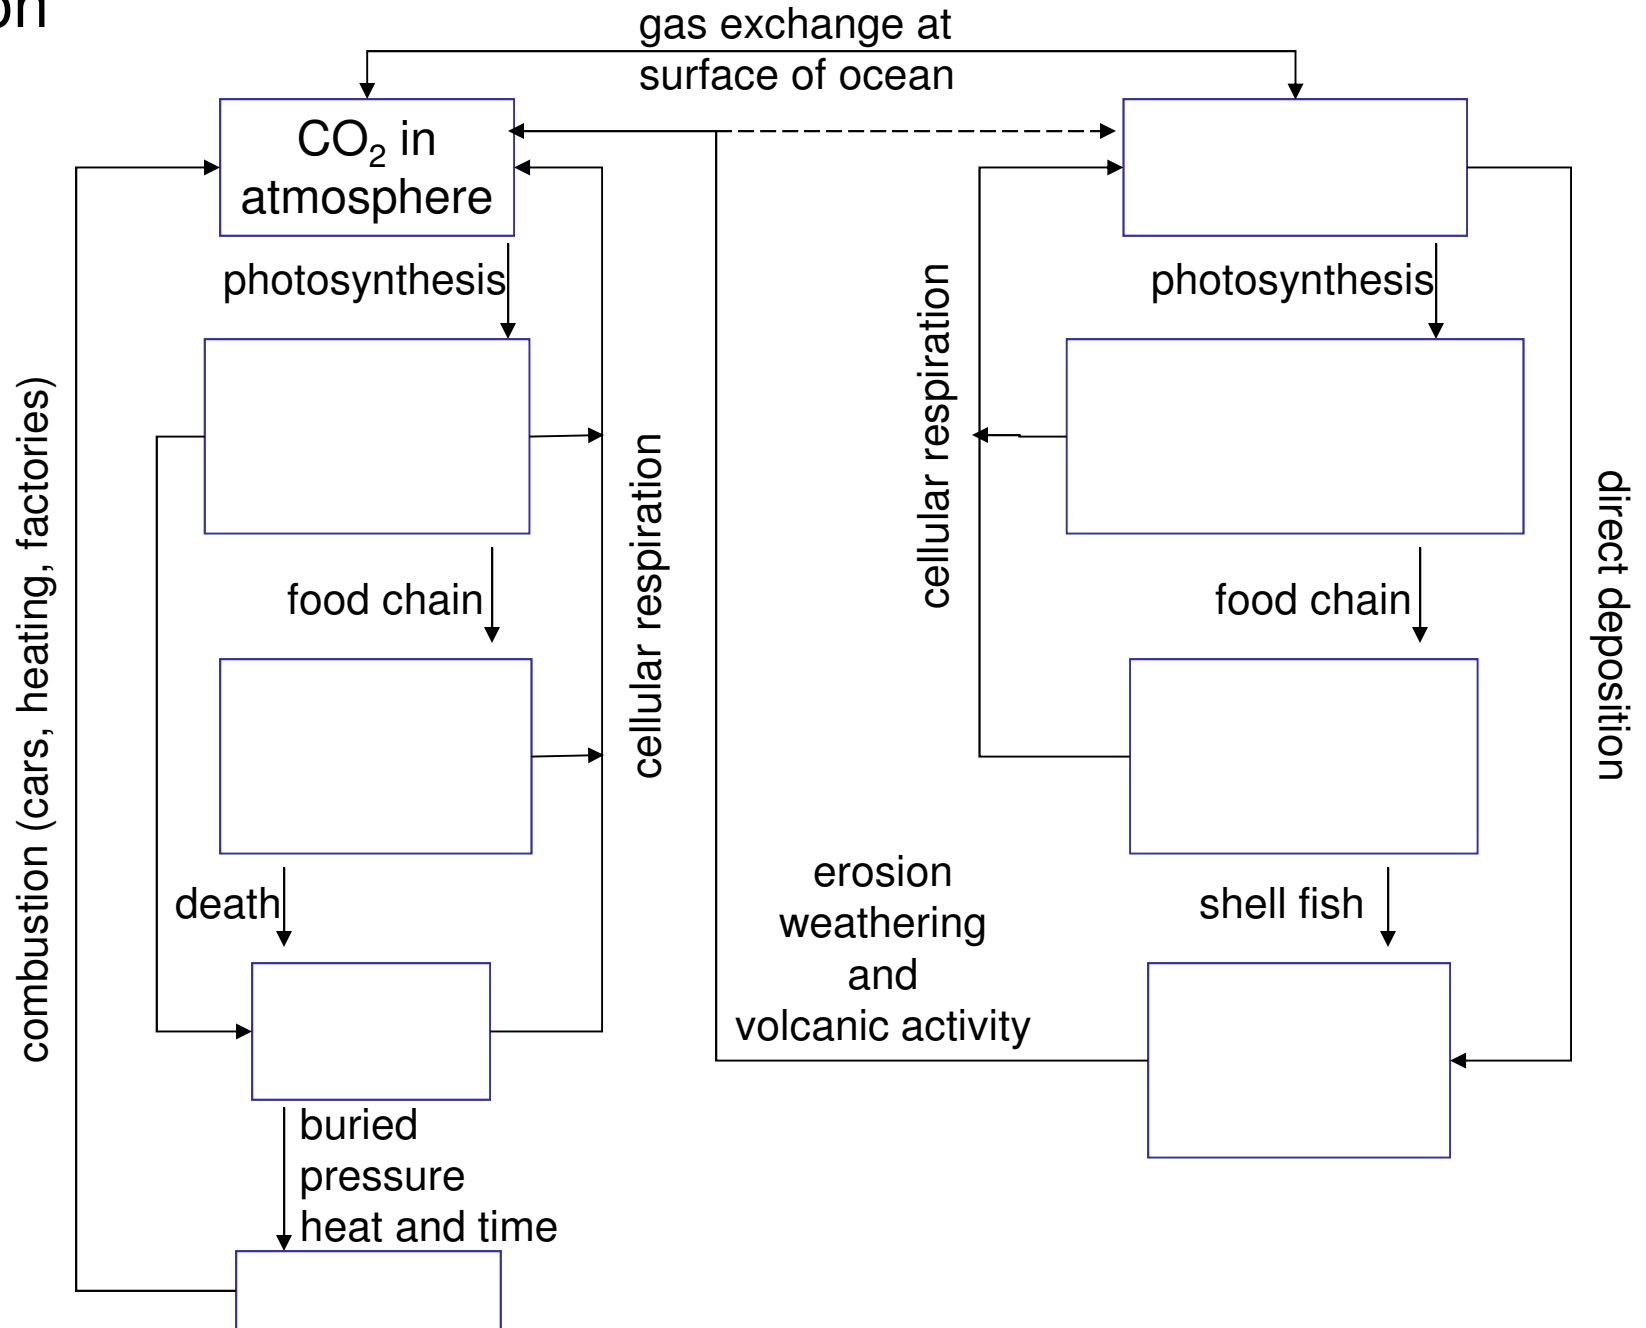 on
gas exchange at
surface of ocean
CO₂ in
atmosphere
photosynthesis
photosynthesis
cellular respiration
combustion (cars, heating, factories)
cellular respiration
direct deposition
food chain
food chain
death
erosion
weathering
and
volcanic activity
shell fish
buried
pressure
heat and time